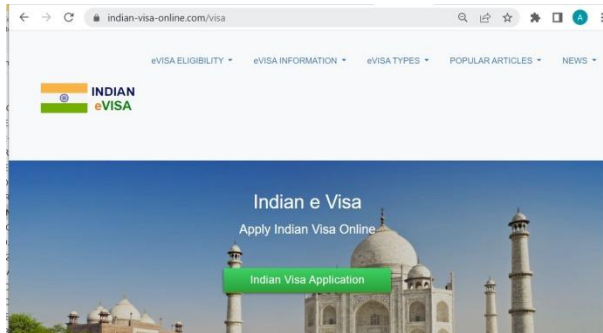 indian-visa-online.com/visa
A
eVISA ELIGIBILITY eVISA INFORMATION eVISA TYPES POPULAR ARTICLES NEWS
INDIAN
eVISA
Indian e Visa
Apply Indian Visa Online
Indian Visa Application